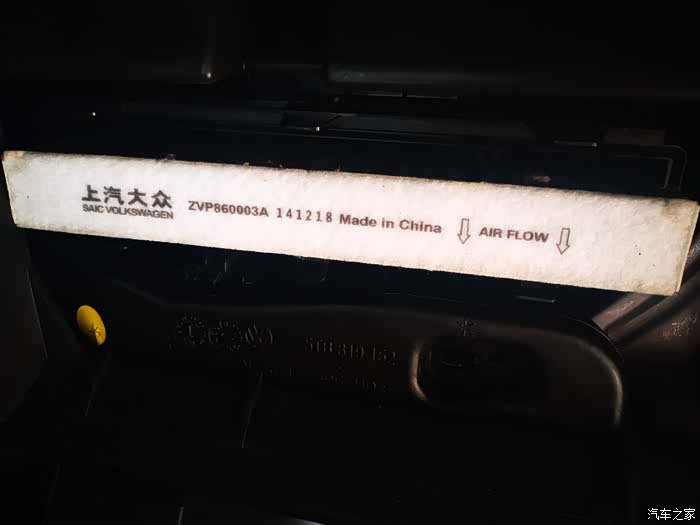 上汽大众
SAIC VOLKSWAGEN
ZVP860003A 141218 Made in China
AIR FLOW
汽车之家